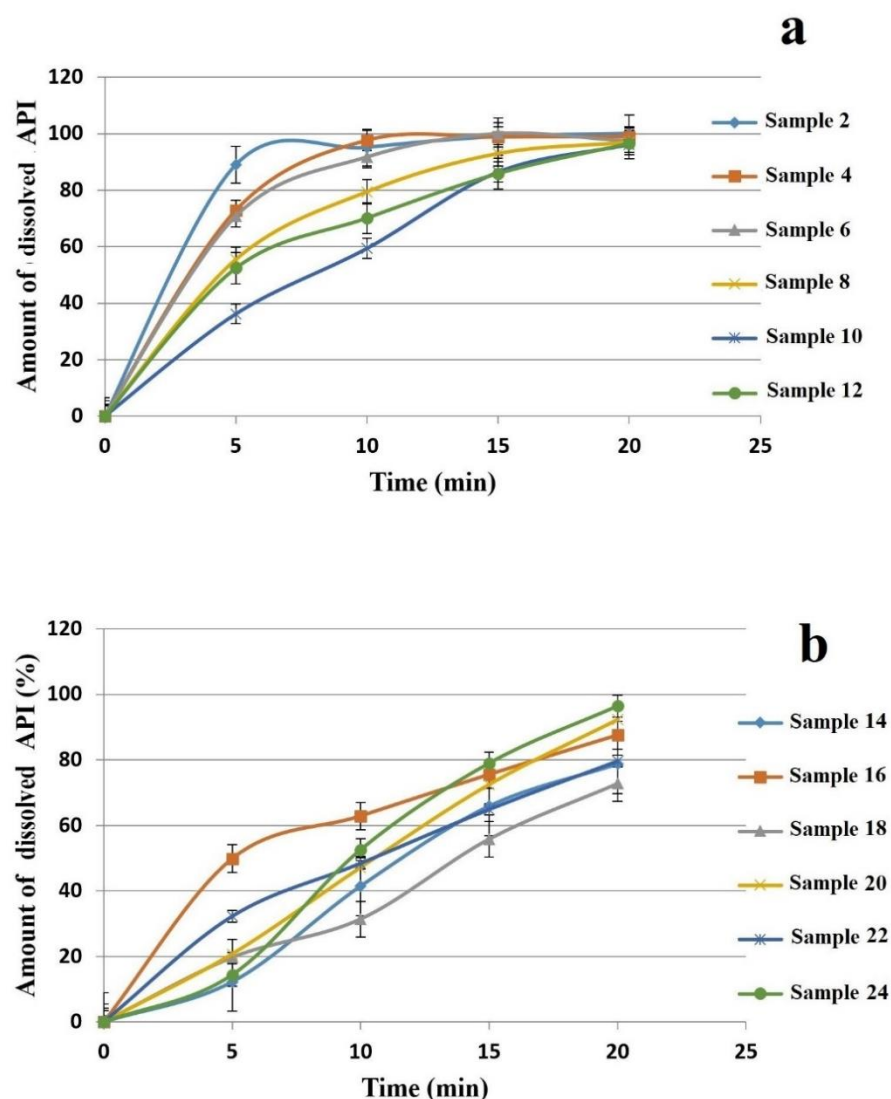 a
120
100
80
60
40
20
0
0 5 10 15 20 25
Amount of dissolved API
Time (min)
Sample 2
Sample 4
Sample 6
Sample 8
Sample 10
Sample 12
b
120
100
80
60
40
20
0
0 5 10 15 20 25
Amount of dissolved API (%)
Time (min)
Sample 14
Sample 16
Sample 18
Sample 20
Sample 22
Sample 24